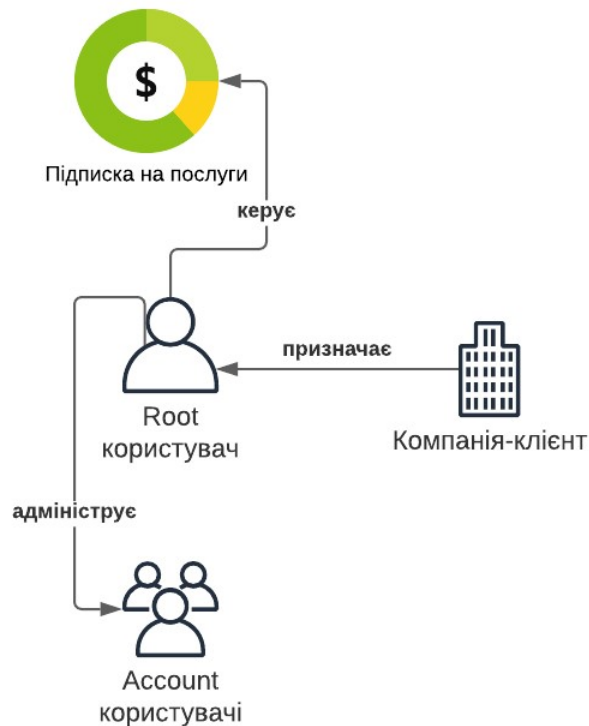 $
Підписка на послуги
керує
призначає
Root
користувач
Компанія-клієнт
адмініструє
Account
користувачі